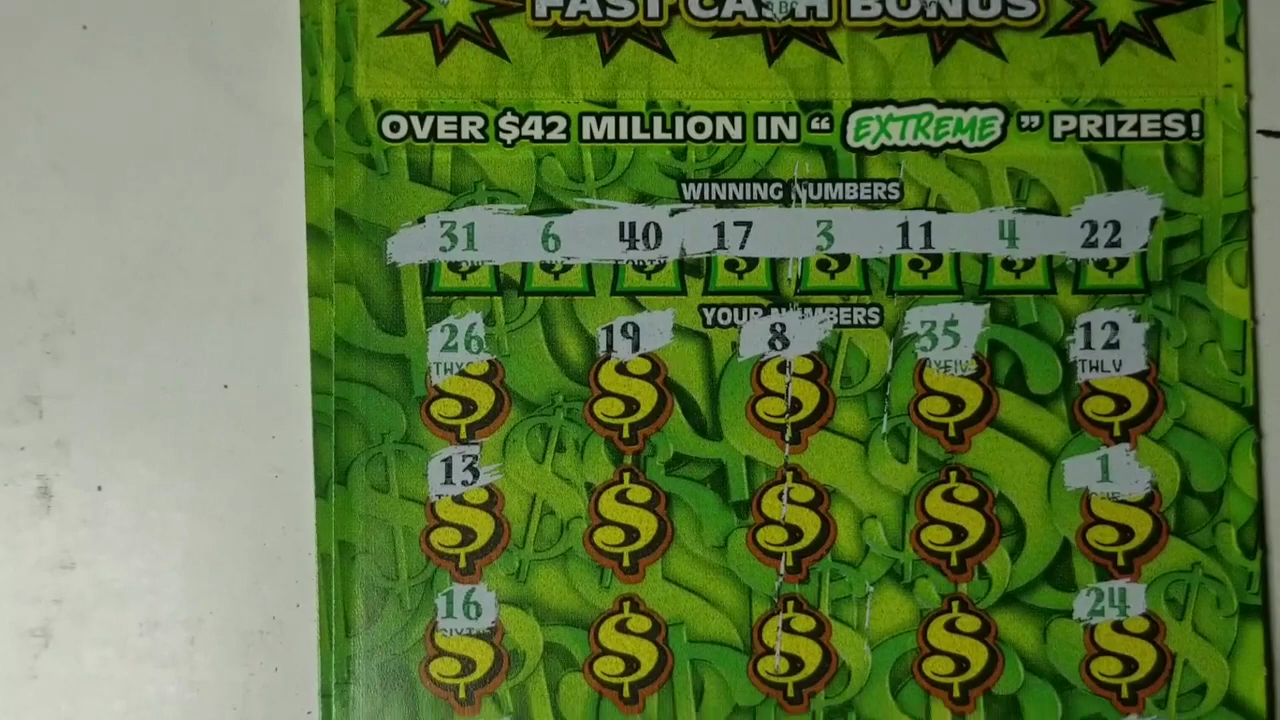 FAST CASH BONUS
OVER $42 MILLION IN “ EXTREME ” PRIZES!
WINNING NUMBERS
31 6 40 17 3 11 4 22
YOUR NUMBERS
26 19 8 35 12
TWLV
13 1
16 24